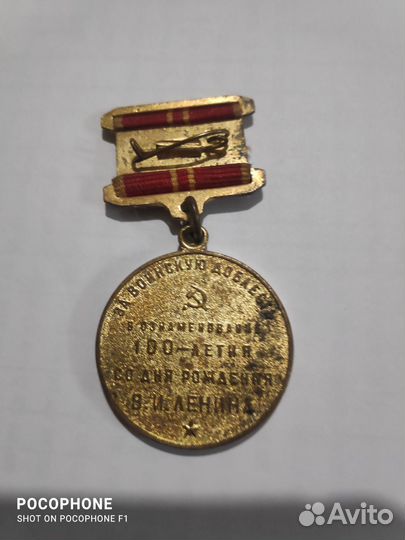 ЗА ВОИНСКУЮ ДОБЛЕСТЬ
В ОЗНАМЕНОВАНИЕ
100-ЛЕТИЯ
СО ДНЯ РОЖДЕНИЯ
В.И.ЛЕНИНА
POCOPHONE
SHOT ON POCOPHONE F1
Avito